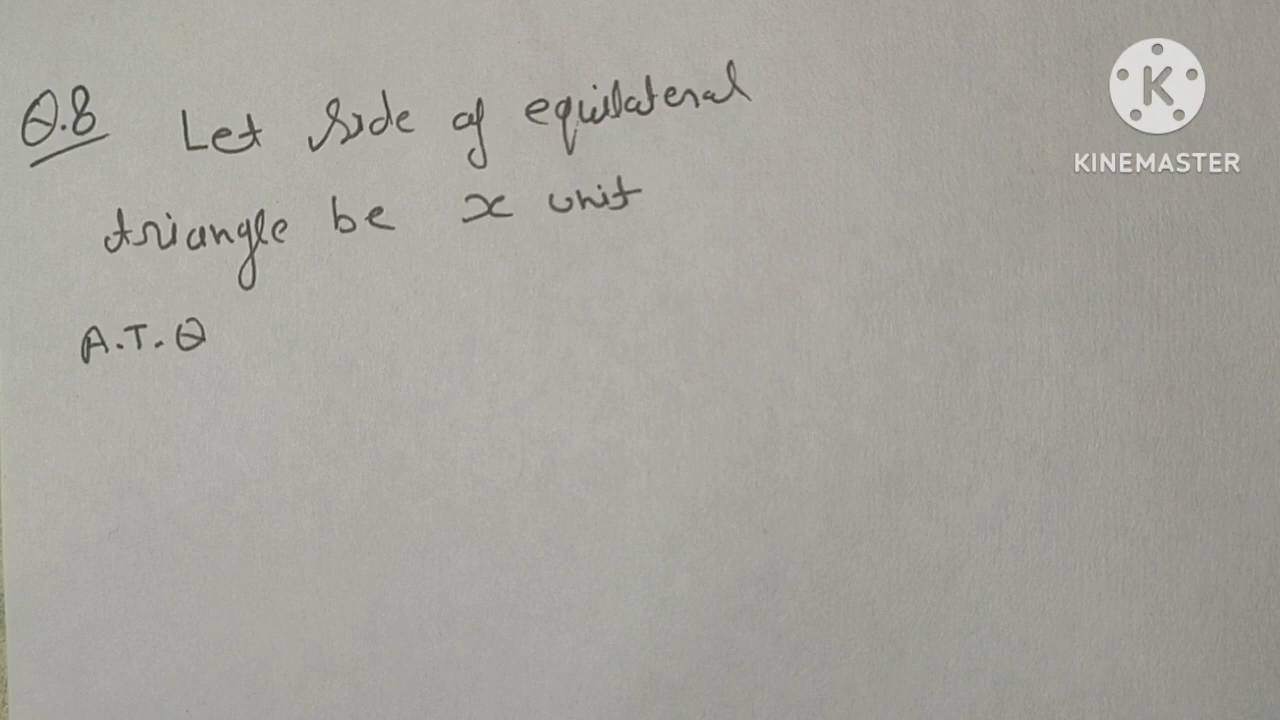 Q.8 Let side of equilateral
triangle be x unit
A.T.Q
K
KINEMASTER